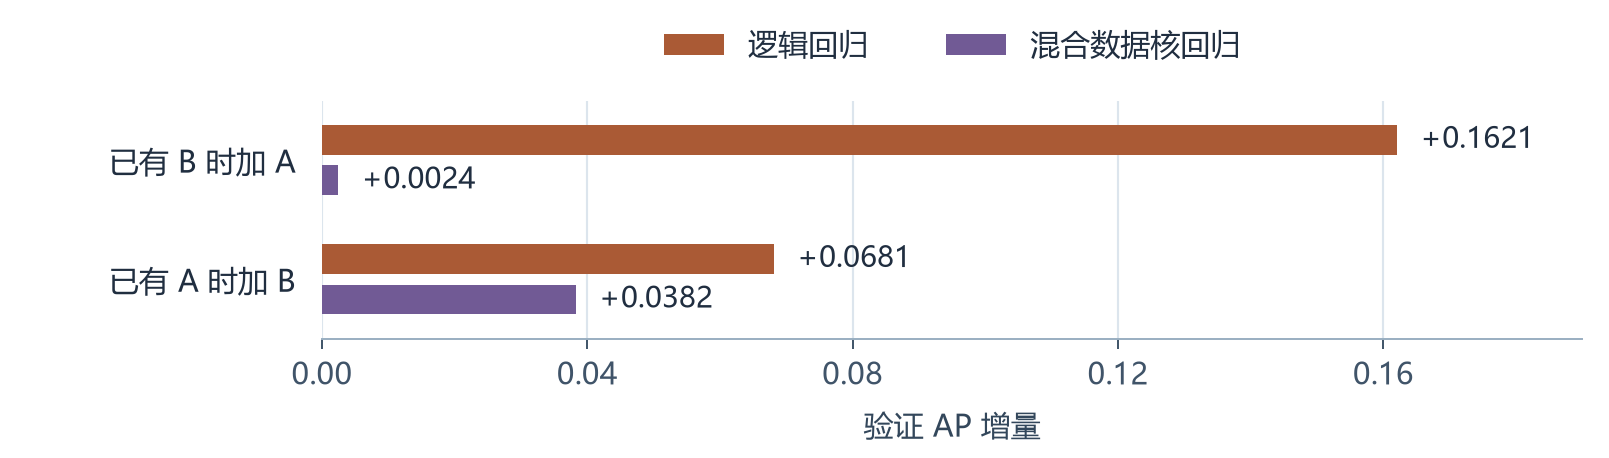 逻辑回归 混合数据核回归
已有 B 时加 A
+0.1621
+0.0024
已有 A 时加 B
+0.0681
+0.0382
0.00 0.04 0.08 0.12 0.16
验证 AP 增量